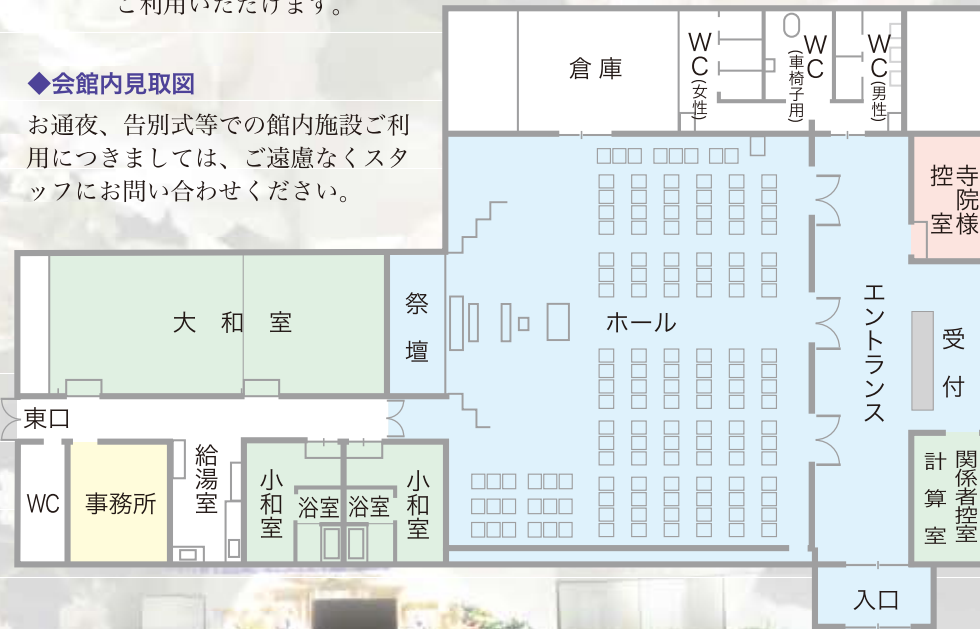 ご利用いただけます。
◆会館内見取図
お通夜、告別式等での館内施設ご利
用につきましては、ご遠慮なくスタ
ッフにお問い合わせください。
倉庫
WC(女性)
WC(車椅子用)
WC(男性)
寺院様
控室
大和室
祭壇
ホール
エントランス
受付
東口
WC
事務所
給湯室
小和室
浴室
浴室
小和室
関係者控室
計算室
入口